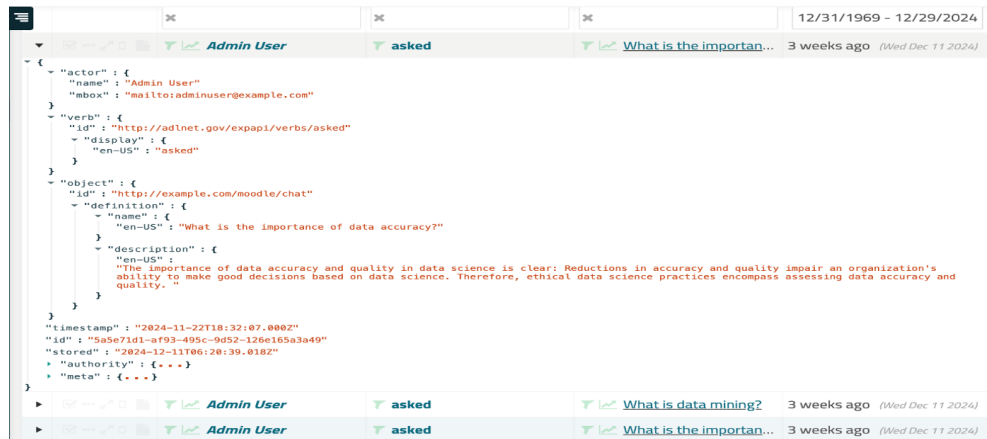 12/31/1969 - 12/29/2024
Admin User asked What is the importan... 3 weeks ago (Wed Dec 11 2024)
{
"actor" : {
"name" : "Admin User"
"mbox" : "mailto:adminuser@example.com"
}
"verb" : {
"id" : "http://adlnet.gov/expapi/verbs/asked"
"display" : {
"en-US" : "asked"
}
}
"object" : {
"id" : "http://example.com/moodle/chat"
"definition" : {
"name" : {
"en-US" : "What is the importance of data accuracy?"
}
"description" : {
"en-US" :
"The importance of data accuracy and quality in data science is clear: Reductions in accuracy and quality impair an organization's
ability to make good decisions based on data science. Therefore, ethical data science practices encompass assessing data accuracy and
quality. "
}
}
}
"timestamp" : "2024-11-22T18:32:07.000Z"
"id" : "5a5e71d1-af93-495c-9d52-126e165a3a49"
"stored" : "2024-12-11T06:20:39.018Z"
"authority" : {...}
"meta" : {...}
}
Admin User asked What is data mining? 3 weeks ago (Wed Dec 11 2024)
Admin User asked What is the importan... 3 weeks ago (Wed Dec 11 2024)